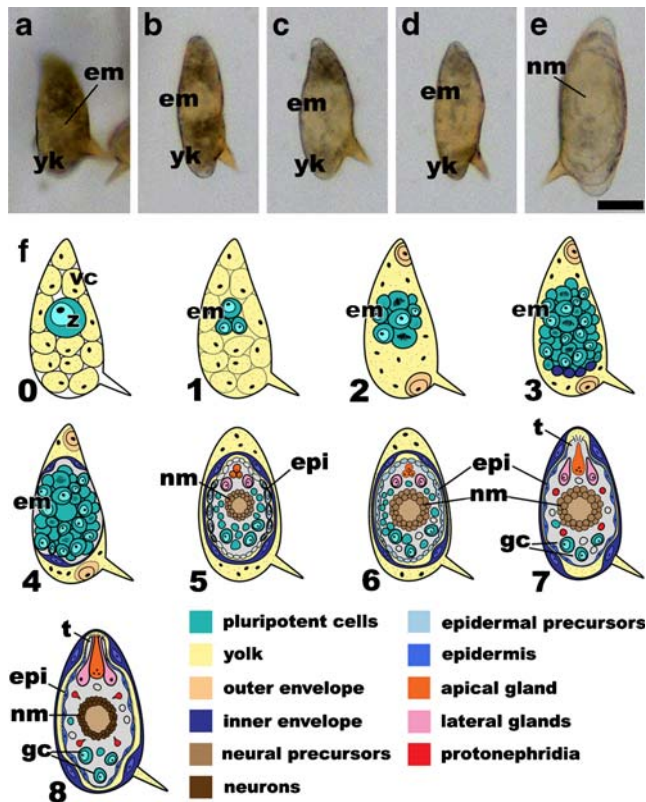 a b c d e
em em em em nm
yk yk yk yk
f
vc
z em em em
0 1 2 3
t
em nm epi epi nm
gc
4 5 6 7
t
epi
nm
gc
8
pluripotent cells
yolk
outer envelope
inner envelope
neural precursors
neurons
epidermal precursors
epidermis
apical gland
lateral glands
protonephridia